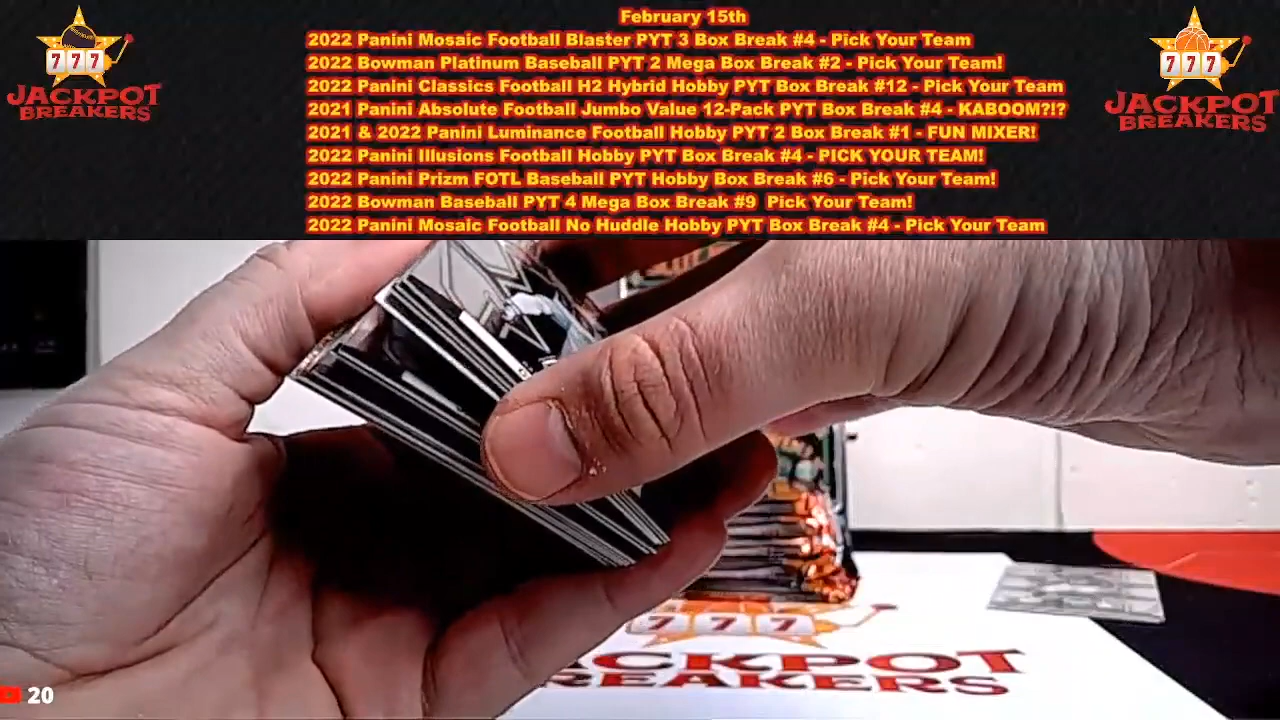 February 15th
2022 Panini Mosaic Football Blaster PYT 3 Box Break #4 - Pick Your Team
2022 Bowman Platinum Baseball PYT 2 Mega Box Break #2 - Pick Your Team!
2022 Panini Classics Football H2 Hybrid Hobby PYT Box Break #12 - Pick Your Team
2021 Panini Absolute Football Jumbo Value 12-Pack PYT Box Break #4 - KABOOM?!?
2021 & 2022 Panini Luminance Football Hobby PYT 2 Box Break #1 - FUN MIXER!
2022 Panini Illusions Football Hobby PYT Box Break #4 - PICK YOUR TEAM!
2022 Panini Prizm FOTL Baseball PYT Hobby Box Break #6 - Pick Your Team!
2022 Bowman Baseball PYT 4 Mega Box Break #9  Pick Your Team!
2022 Panini Mosaic Football No Huddle Hobby PYT Box Break #4 - Pick Your Team
777
JACKPOT
BREAKERS
777
JACKPOT
BREAKERS
777
ACKPOT
REAKERS
20